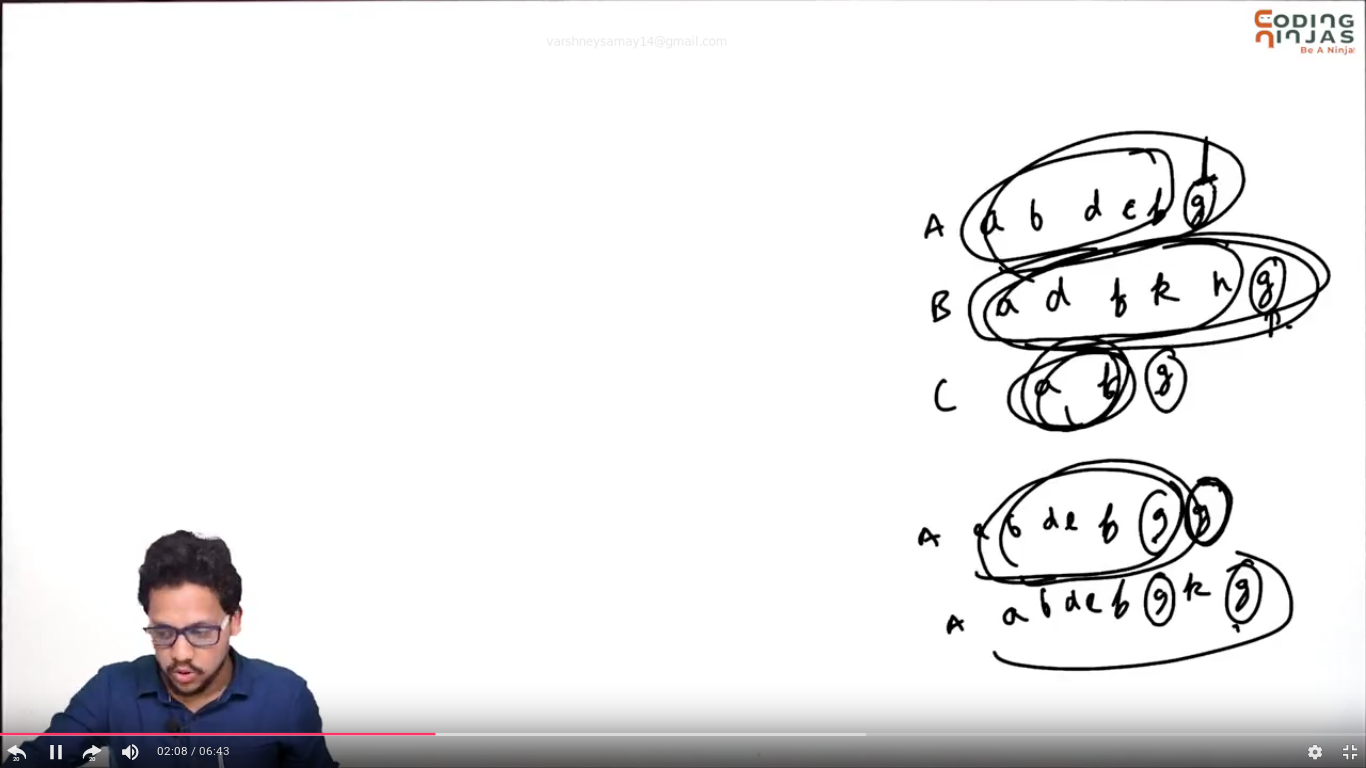 CODING
varshneysamay14@gmail.com
NINJAS
Be A Ninja!
A a b d e f g
B a d f k h g
C a f g
A a b d e f g g
A a b d e f g k g
20 20 02:08 / 06:43